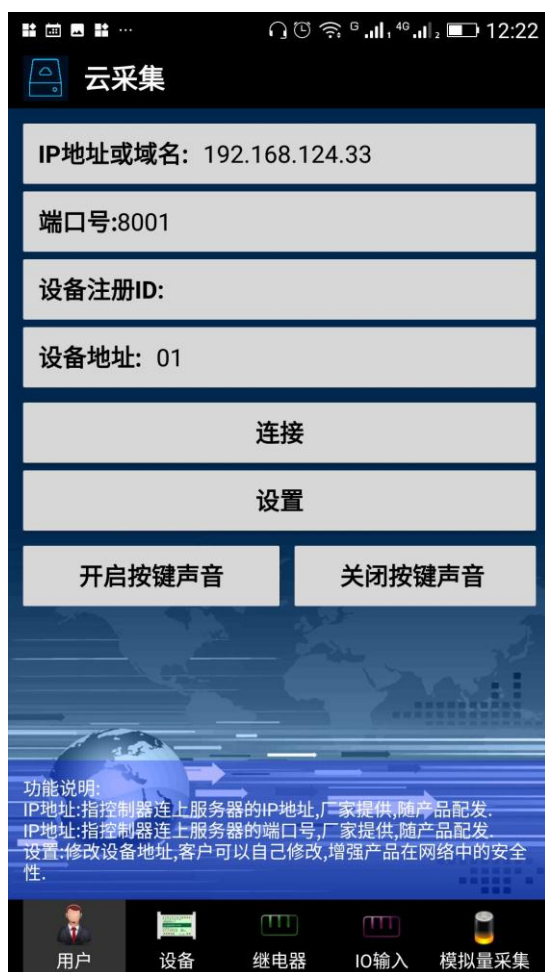 G 1 4G 2 12:22
云采集
IP地址或域名: 192.168.124.33
端口号:8001
设备注册ID:
设备地址: 01
连接
设置
开启按键声音 关闭按键声音
功能说明:
IP地址:指控制器连上服务器的IP地址,厂家提供,随产品配发.
IP地址:指控制器连上服务器的端口号,厂家提供,随产品配发.
设置:修改设备地址,客户可以自己修改,增强产品在网络中的安全
性.
用户 设备 继电器 IO输入 模拟量采集